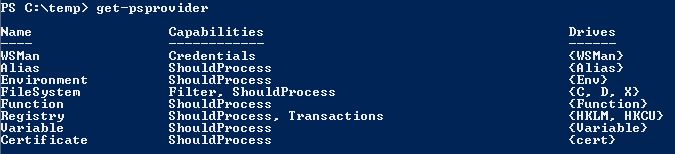 PS C:\temp> get-psprovider
Name Capabilities Drives
---- ------------ ------
WSMan Credentials {WSMan}
Alias ShouldProcess {Alias}
Environment ShouldProcess {Env}
FileSystem Filter, ShouldProcess {C, D, X}
Function ShouldProcess {Function}
Registry ShouldProcess, Transactions {HKLM, HKCU}
Variable ShouldProcess {Variable}
Certificate ShouldProcess {cert}